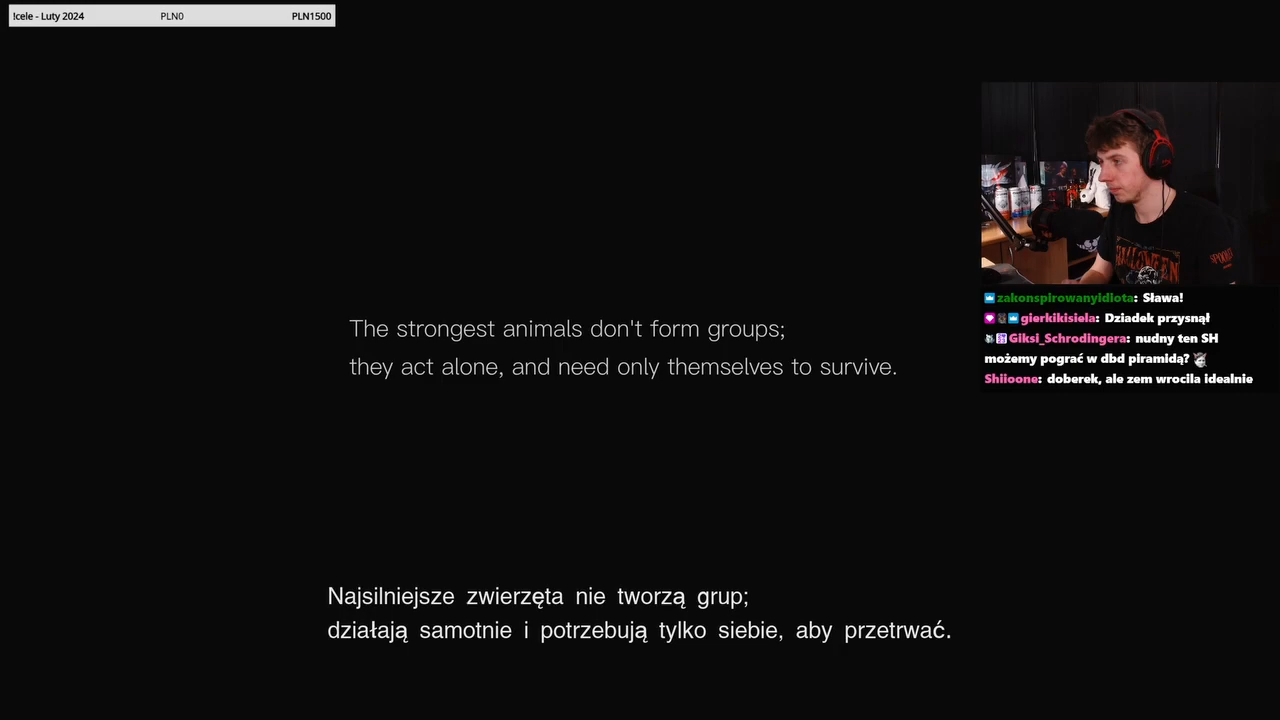 !cele - Luty 2024 PLN0 PLN1500
The strongest animals don't form groups;
they act alone, and need only themselves to survive.
Najsilniejsze zwierzęta nie tworzą grup;
działają samotnie i potrzebują tylko siebie, aby przetrwać.
HALLOWEEN
zakonspirowanyidiota: Sława!
gierkikisiela: Dziadek przysnął
Giksi_Schrodingera: nudny ten SH
możemy pograć w dbd piramidą?
Shiioone: doberek, ale zem wrocila idealnie